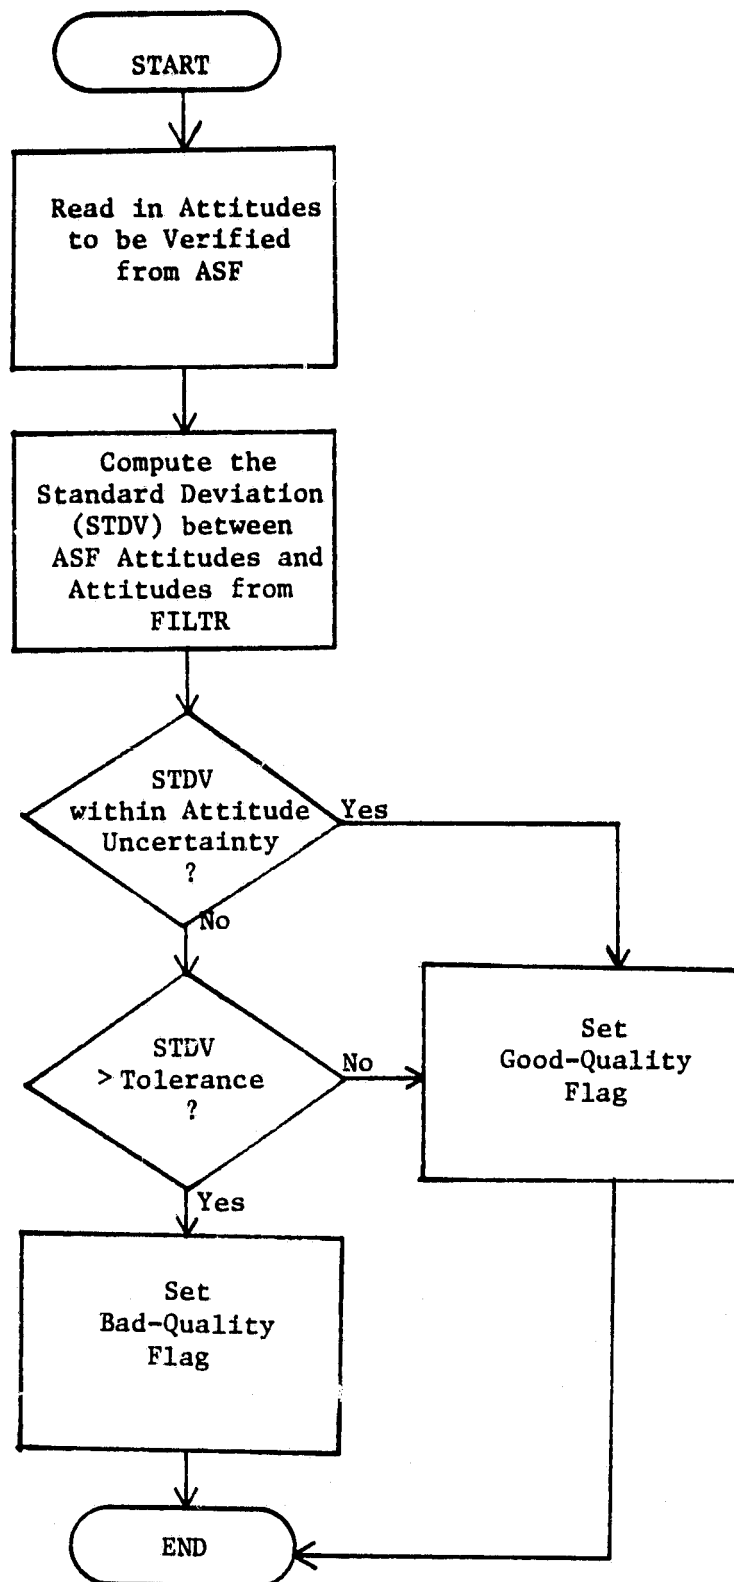 START
Read in Attitudes
to be Verified
from ASF
Compute the
Standard Deviation
(STDV) between
ASF Attitudes and
Attitudes from
FILTR
STDV
within Attitude
Uncertainty
?
Yes
No
STDV
> Tolerance
?
No
Set
Good-Quality
Flag
Yes
Set
Bad-Quality
Flag
END